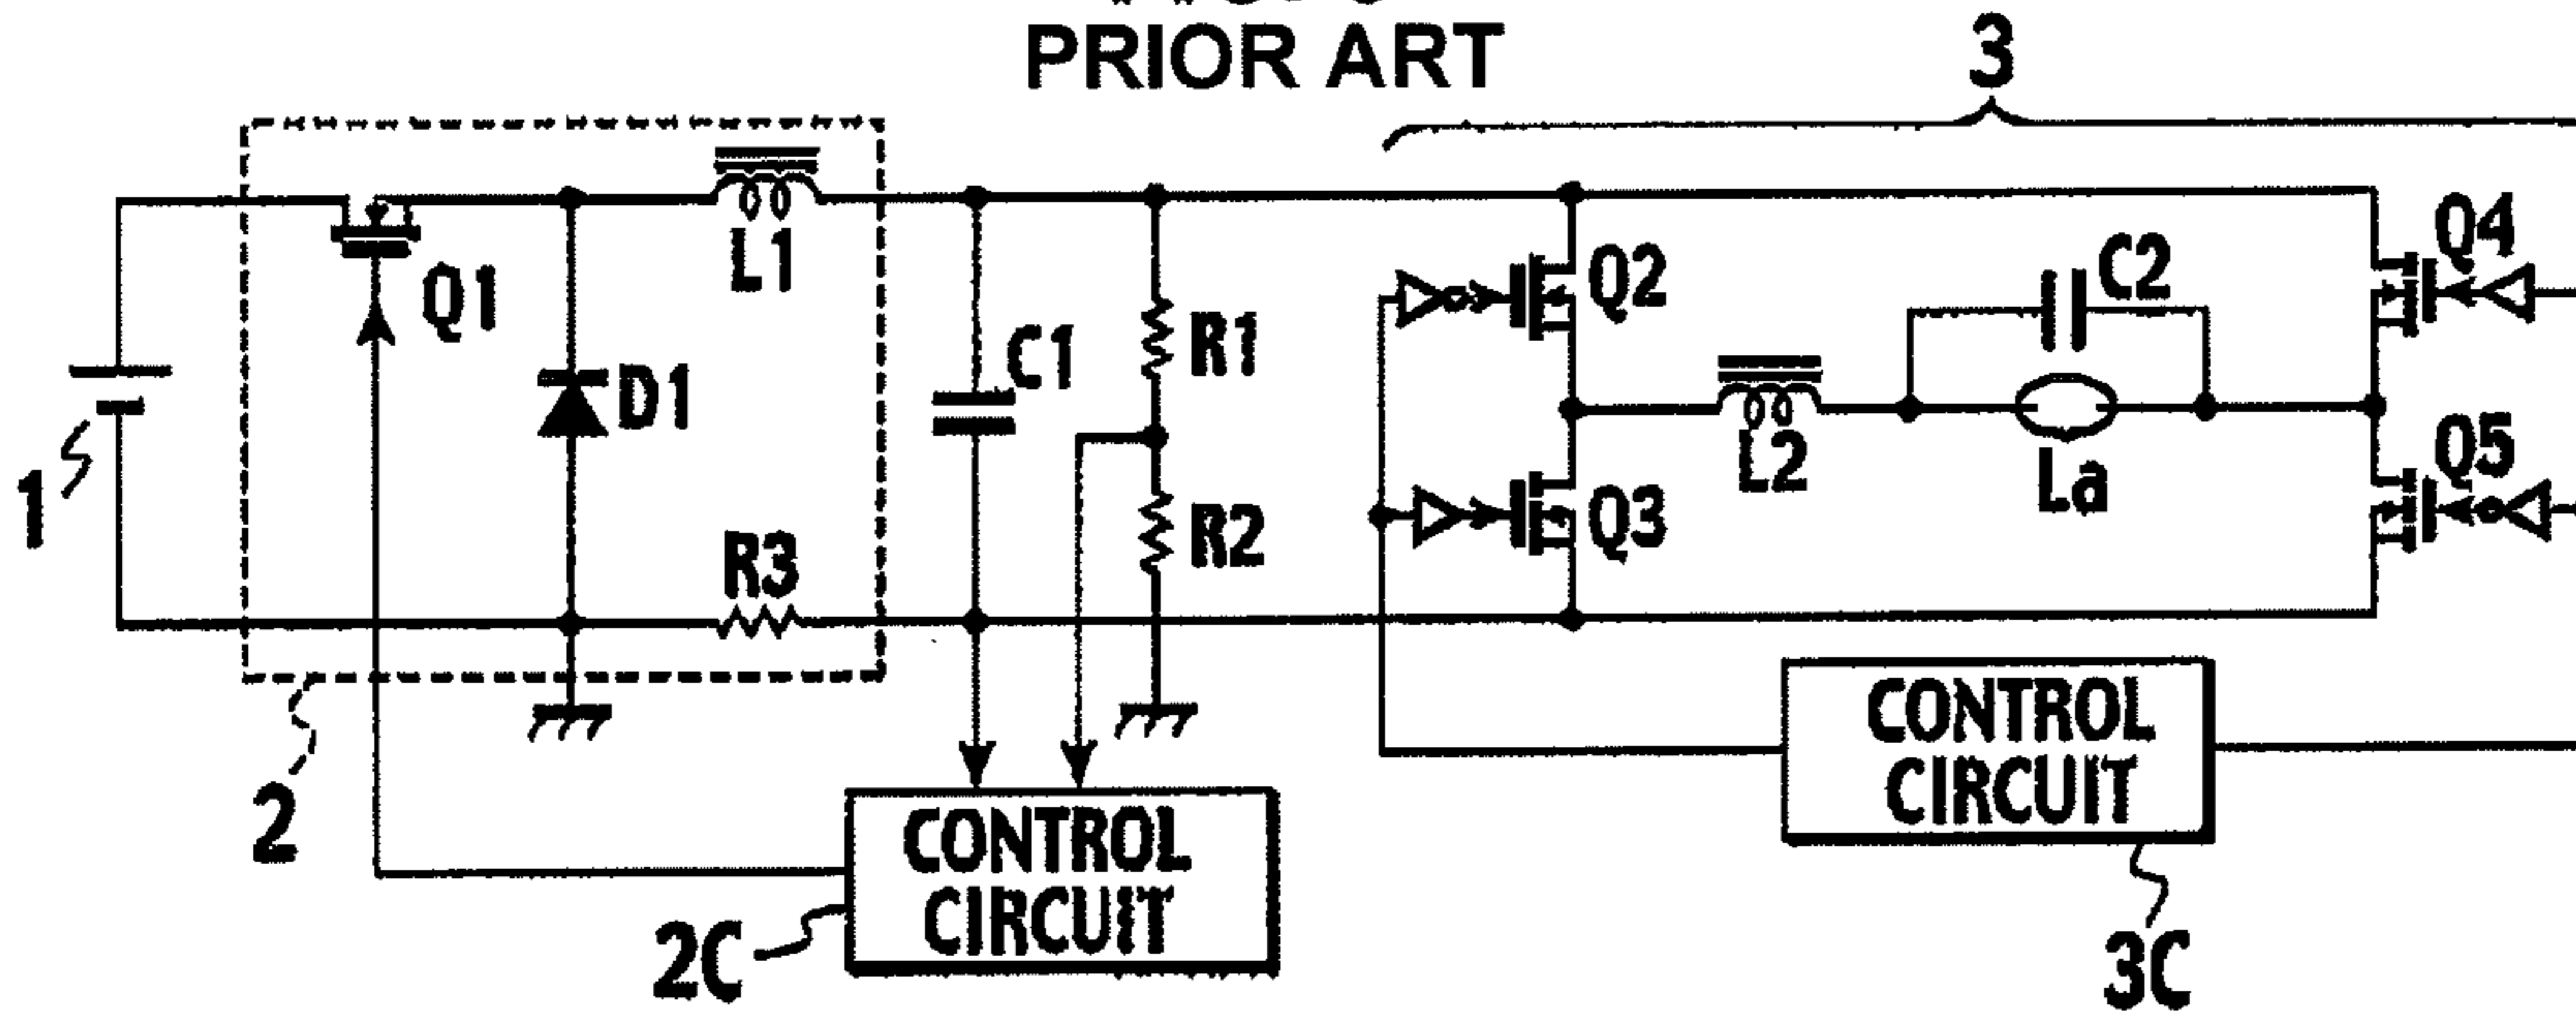 PRIOR ART
3
Q1
L1
D1
R3
C1
R1
R2
Q2
Q3
L2
C2
La
Q4
Q5
1
2
CONTROL
CIRCUIT
2C
CONTROL
CIRCUIT
3C